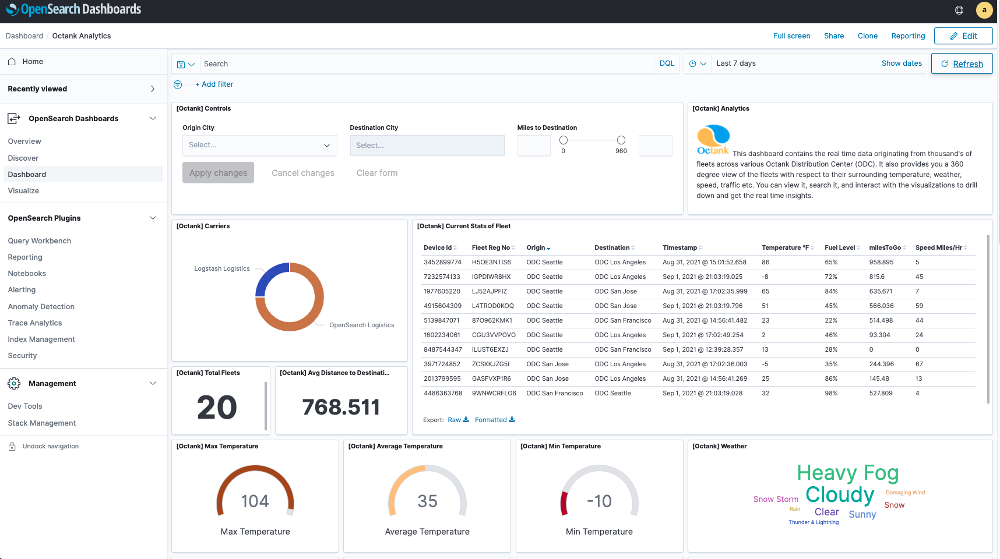 OpenSearch Dashboards
a
Dashboard / Octank Analytics
Full screen
Share
Clone
Reporting
Edit
Home
Recently viewed
OpenSearch Dashboards
Overview
Discover
Dashboard
Visualize
OpenSearch Plugins
Query Workbench
Reporting
Notebooks
Alerting
Anomaly Detection
Trace Analytics
Index Management
Security
Management
Dev Tools
Stack Management
Undock navigation
Search
DQL
Last 7 days
Show dates
Refresh
+ Add filter
[Octank] Controls
Origin City
Select...
Destination City
Select...
Miles to Destination
0
960
Apply changes
Cancel changes
Clear form
[Octank] Analytics
Octank This dashboard contains the real time data originating from thousand's of
fleets across various Octank Distribution Center (ODC). It also provides you a 360
degree view of the fleets with respect to their surrounding temperature, weather,
speed, traffic etc. You can view it, search it, and interact with the visualizations to drill
down and get the real time insights.
[Octank] Carriers
Logstash Logistics
OpenSearch Logistics
[Octank] Current Stats of Fleet
Device Id Fleet Reg No Origin Destination Timestamp Temperature °F Fuel Level milesToGo Speed Miles/Hr
3452899774 H5OE3NTIS6 ODC Seattle ODC Los Angeles Aug 31, 2021 @ 15:01:52.658 86 65% 958.895 5
7232574133 IGPDIWR8HX ODC Seattle ODC Los Angeles Sep 1, 2021 @ 21:03:19.025 -8 72% 815.6 45
1977605220 LJ52AJPFIZ ODC Seattle ODC San Jose Aug 31, 2021 @ 17:02:35.999 65 84% 635.671 7
4915604309 L4TROD0KOQ ODC Seattle ODC San Jose Sep 1, 2021 @ 21:03:19.796 51 45% 566.036 59
5139847071 87O962KMK1 ODC Seattle ODC San Francisco Aug 31, 2021 @ 14:56:41.482 23 22% 514.498 44
1602234061 CGU3VVPOVO ODC Seattle ODC Los Angeles Sep 1, 2021 @ 17:02:49.254 2 46% 93.304 24
8487544347 ILUST6EXZJ ODC Seattle ODC San Francisco Sep 1, 2021 @ 12:39:28.357 13 28% 0 0
3971724852 ZCSXKJZG5I ODC San Jose ODC Los Angeles Aug 31, 2021 @ 17:02:36.003 -5 35% 244.396 67
2013799595 GASFVXP1R6 ODC San Jose ODC Los Angeles Aug 31, 2021 @ 14:56:41.269 25 86% 145.48 13
4486363768 9WNWCRFLO6 ODC San Francisco ODC Seattle Sep 1, 2021 @ 21:03:19.028 32 98% 527.809 4
Export: Raw Formatted
[Octank] Total Fleets
20
[Octank] Avg Distance to Destinati...
768.511
[Octank] Max Temperature
104
Max Temperature
[Octank] Average Temperature
35
Average Temperature
[Octank] Min Temperature
-10
Min Temperature
[Octank] Weather
Heavy Fog
Cloudy
Damaging Wind
Snow Storm
Snow
Rain
Clear
Sunny
Thunder & Lightning